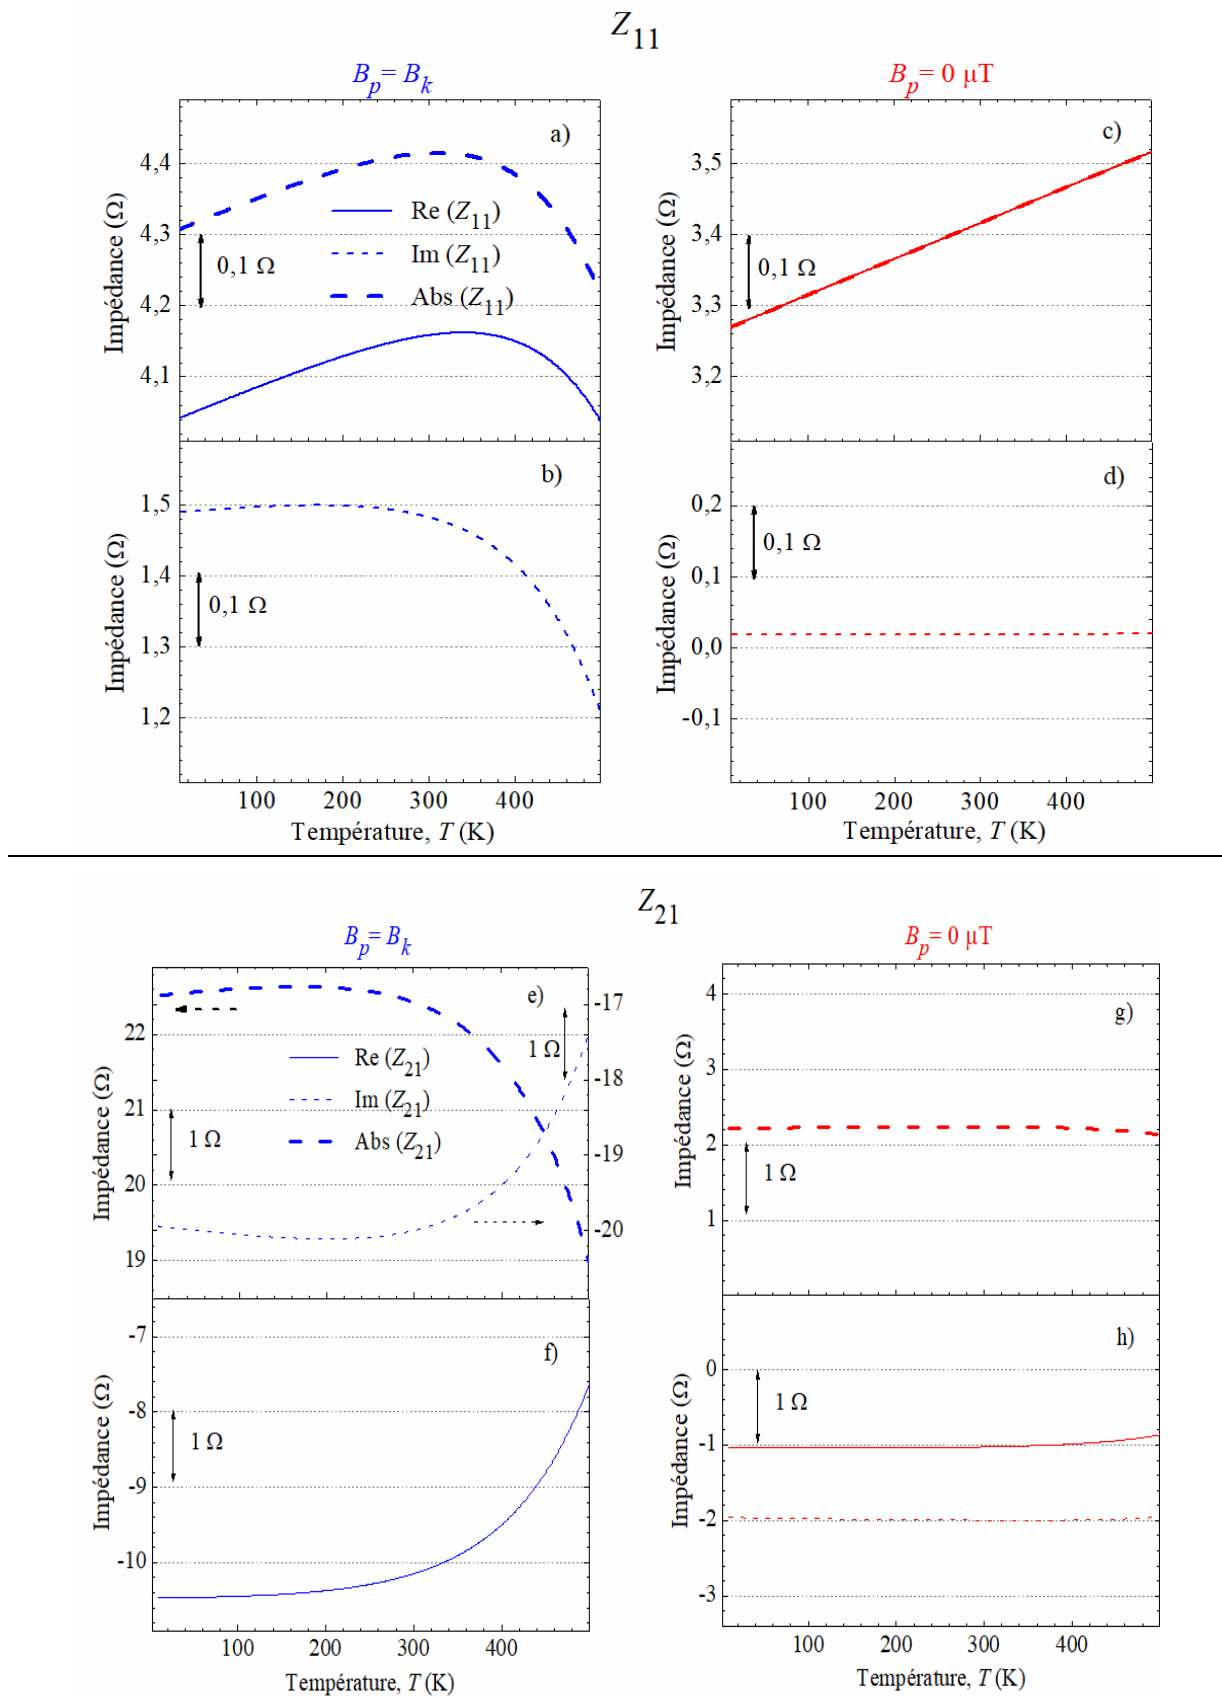 Z11
Bp = Bk
Bp = 0 μT
a)
4,4
4,3
4,2
4,1
Impédance (Ω)
0,1 Ω
Re (Z11)
Im (Z11)
Abs (Z11)
c)
3,5
3,4
3,3
3,2
Impédance (Ω)
0,1 Ω
b)
1,5
1,4
1,3
1,2
Impédance (Ω)
0,1 Ω
100 200 300 400
Température, T (K)
d)
0,2
0,1
0,0
-0,1
Impédance (Ω)
0,1 Ω
100 200 300 400
Température, T (K)
Z21
Bp = Bk
Bp = 0 μT
e)
22
21
20
19
Impédance (Ω)
1 Ω
Re (Z21)
Im (Z21)
Abs (Z21)
1 Ω
-17
-18
-19
-20
g)
4
3
2
1
Impédance (Ω)
1 Ω
f)
-7
-8
-9
-10
Impédance (Ω)
1 Ω
100 200 300 400
Température, T (K)
h)
0
-1
-2
-3
Impédance (Ω)
1 Ω
100 200 300 400
Température, T (K)